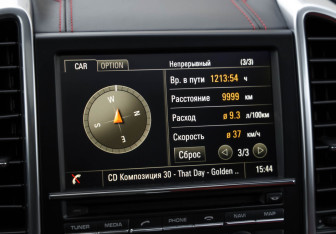 CAR OPTION Непрерывный (3/3)
Вр. в пути 1213:54 ч
Расстояние 9999 км
Расход ø 9.3 л/100км
Скорость ø 37 км/ч
Сброс 3/3
W
N
S
E
CD Композиция 30 - That Day - Golden ... 15:44
TUNER MEDIA PHONE NAVI MAP